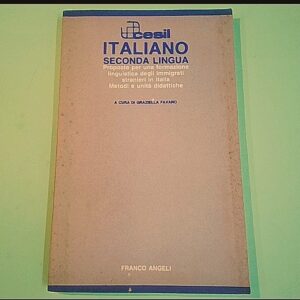 cesil
ITALIANO
SECONDA LINGUA
Proposte per una formazione
linguistica degli immigrati
stranieri in Italia
Metodi e unità didattiche
A CURA DI GRAZIELLA FAVARO
FRANCO ANGELI